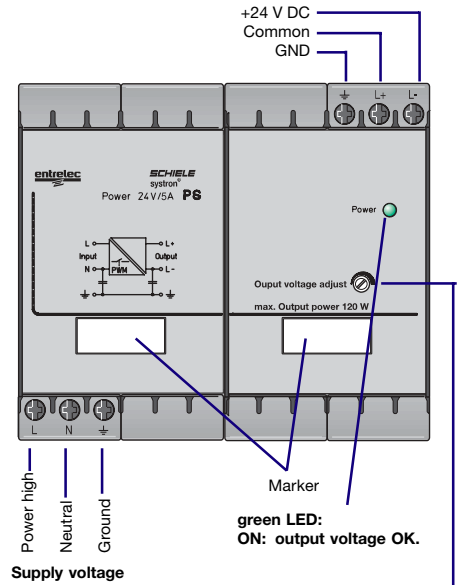 +24 V DC
Common
GND
⏚ L+ L-
entrelec
SCHIELE
systron®
Power 24V/5A PS
Power
L L+
Input Output
N PWM L-
Ouput voltage adjust
max. Output power 120 W
L N ⏚
Marker
Power high
Neutral
Ground
green LED:
ON: output voltage OK.
Supply voltage